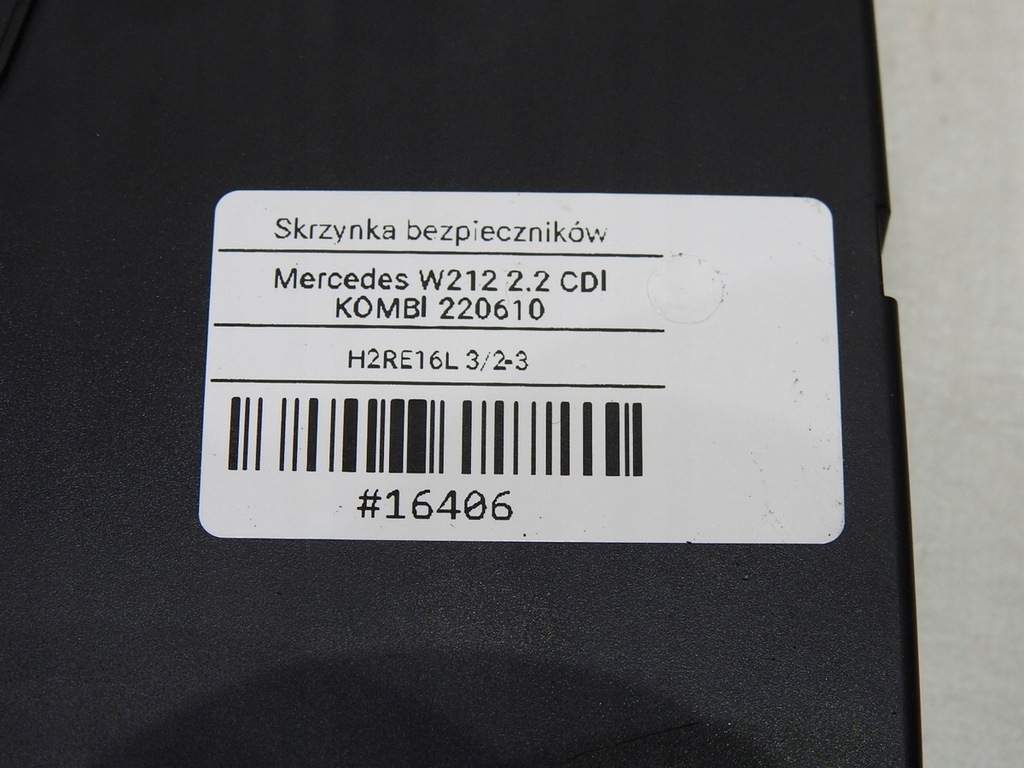 Skrzynka bezpieczników
Mercedes W212 2.2 CDI
KOMBI 220610
H2RE16L 3/2-3
#16406